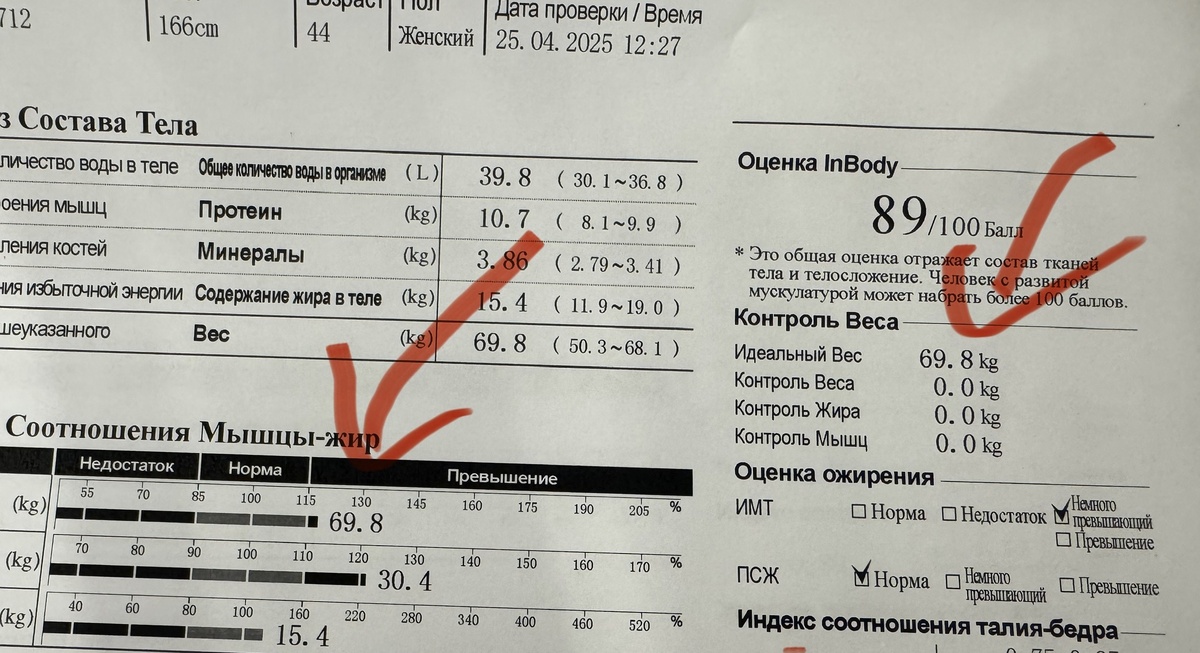 712
166cm
Возраст
44
Пол
Женский
Дата проверки / Время
25.04.2025 12:27
з Состава Тела
личество воды в теле Общее количество воды в организме (L) 39.8 ( 30.1~36.8 )
оения мышц Протеин (kg) 10.7 ( 8.1~9.9 )
ления костей Минералы (kg) 3.86 ( 2.79~3.41 )
ния избыточной энергии Содержание жира в теле (kg) 15.4 ( 11.9~19.0 )
шеуказанного Вес (kg) 69.8 ( 50.3~68.1 )
Соотношения Мышцы-жир
Недостаток Норма Превышение
(kg) 55 70 85 100 115 130 145 160 175 190 205 %
69.8
(kg) 70 80 90 100 110 120 130 140 150 160 170 %
30.4
(kg) 40 60 80 100 160 220 280 340 400 460 520 %
15.4
Оценка InBody
89/100 Балл
* Это общая оценка отражает состав тканей
тела и телосложение. Человек с развитой
мускулатурой может набрать более 100 баллов.
Контроль Веса
Идеальный Вес 69.8 kg
Контроль Веса 0.0 kg
Контроль Жира 0.0 kg
Контроль Мышц 0.0 kg
Оценка ожирения
ИМТ Норма Недостаток Немного превышающий
Превышение
ПСЖ Норма Немного превышающий Превышение
Индекс соотношения талия-бедра